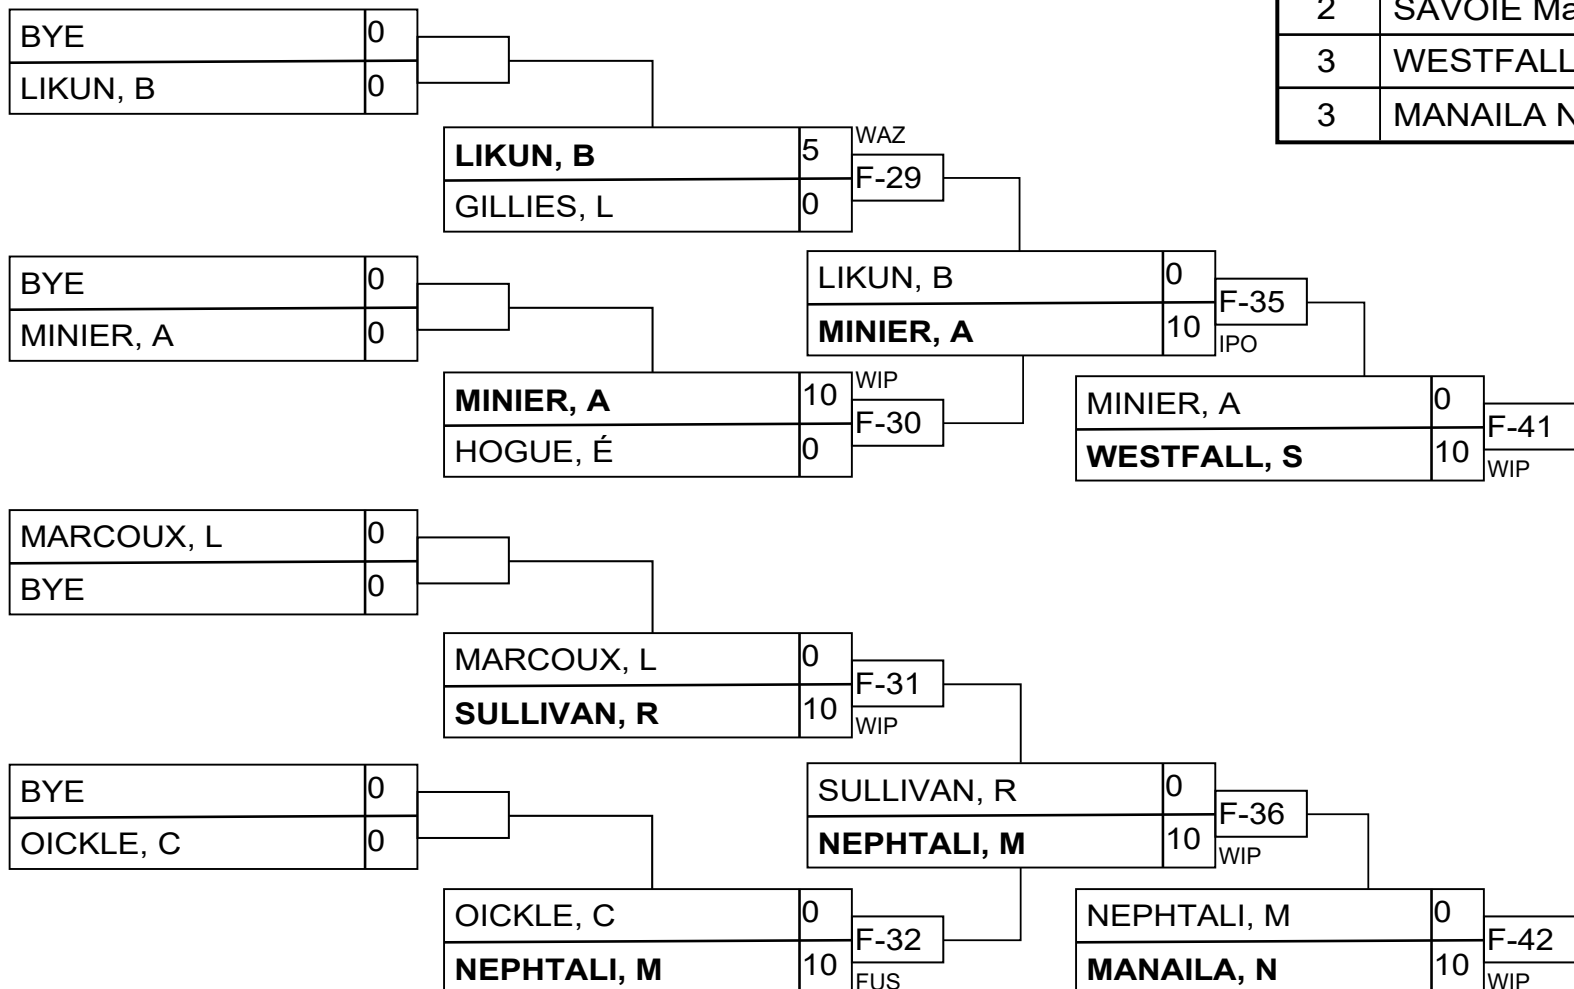 2 SAVOIE Ma
3 WESTFALL
3 MANAILA N
BYE 0
LIKUN, B 0
LIKUN, B 5 WAZ
F-29
GILLIES, L 0
BYE 0
MINIER, A 0
LIKUN, B 0
F-35
MINIER, A 10 IPO
MINIER, A 10 WIP
F-30
HOGUE, É 0
MINIER, A 0
F-41
WESTFALL, S 10 WIP
MARCOUX, L 0
BYE 0
MARCOUX, L 0
F-31
SULLIVAN, R 10 WIP
BYE 0
OICKLE, C 0
SULLIVAN, R 0
F-36
NEPHTALI, M 10 WIP
OICKLE, C 0
F-32
NEPHTALI, M 10 FUS
NEPHTALI, M 0
F-42
MANAILA, N 10 WIP